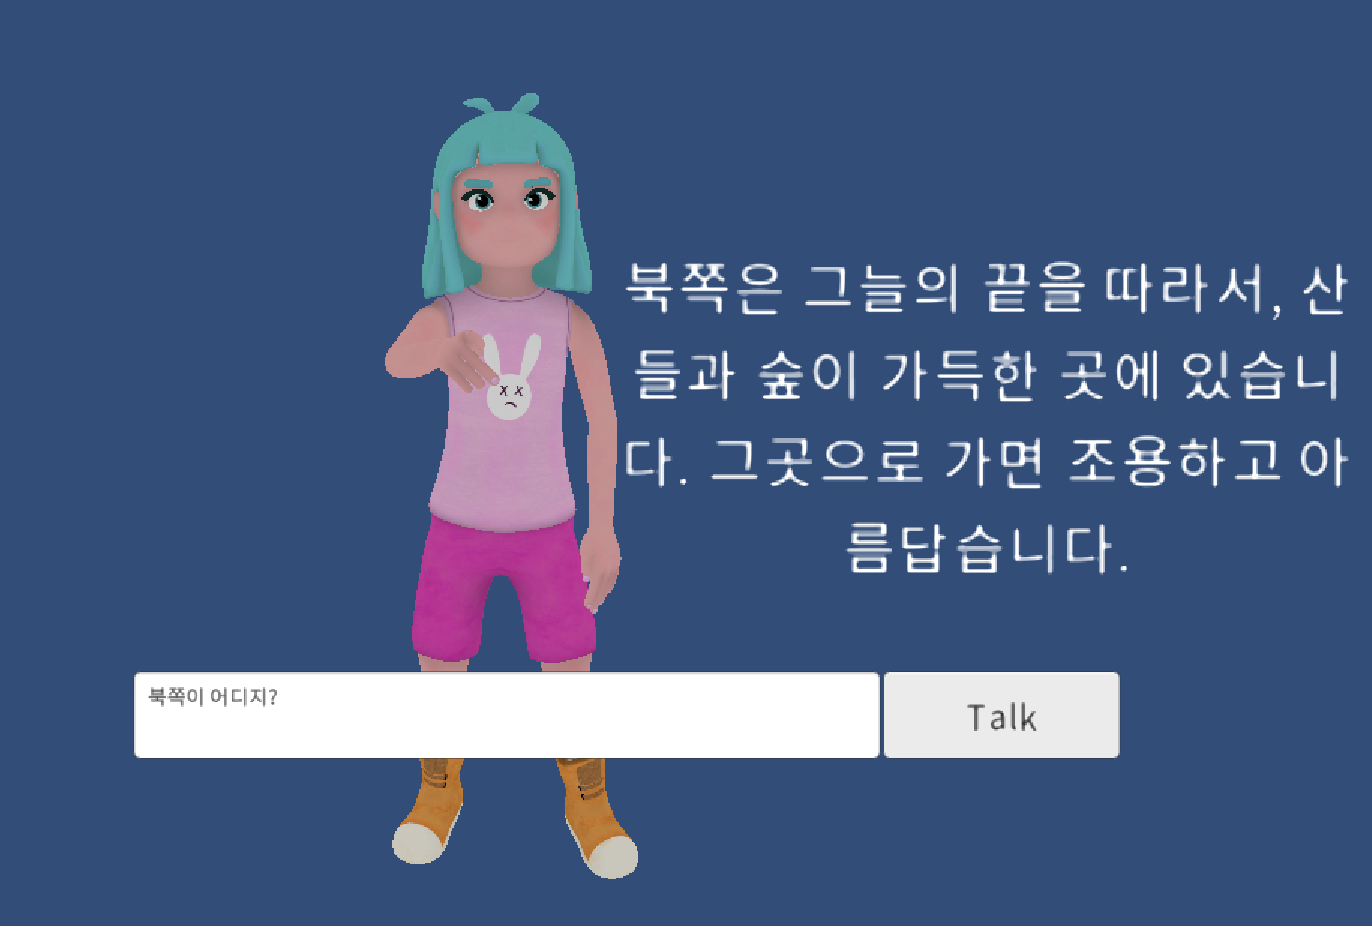 북쪽은 그늘의 끝을 따라서, 산
들과 숲이 가득한 곳에 있습니
다. 그곳으로 가면 조용하고 아
름답습니다.
북쪽이 어디지?
Talk